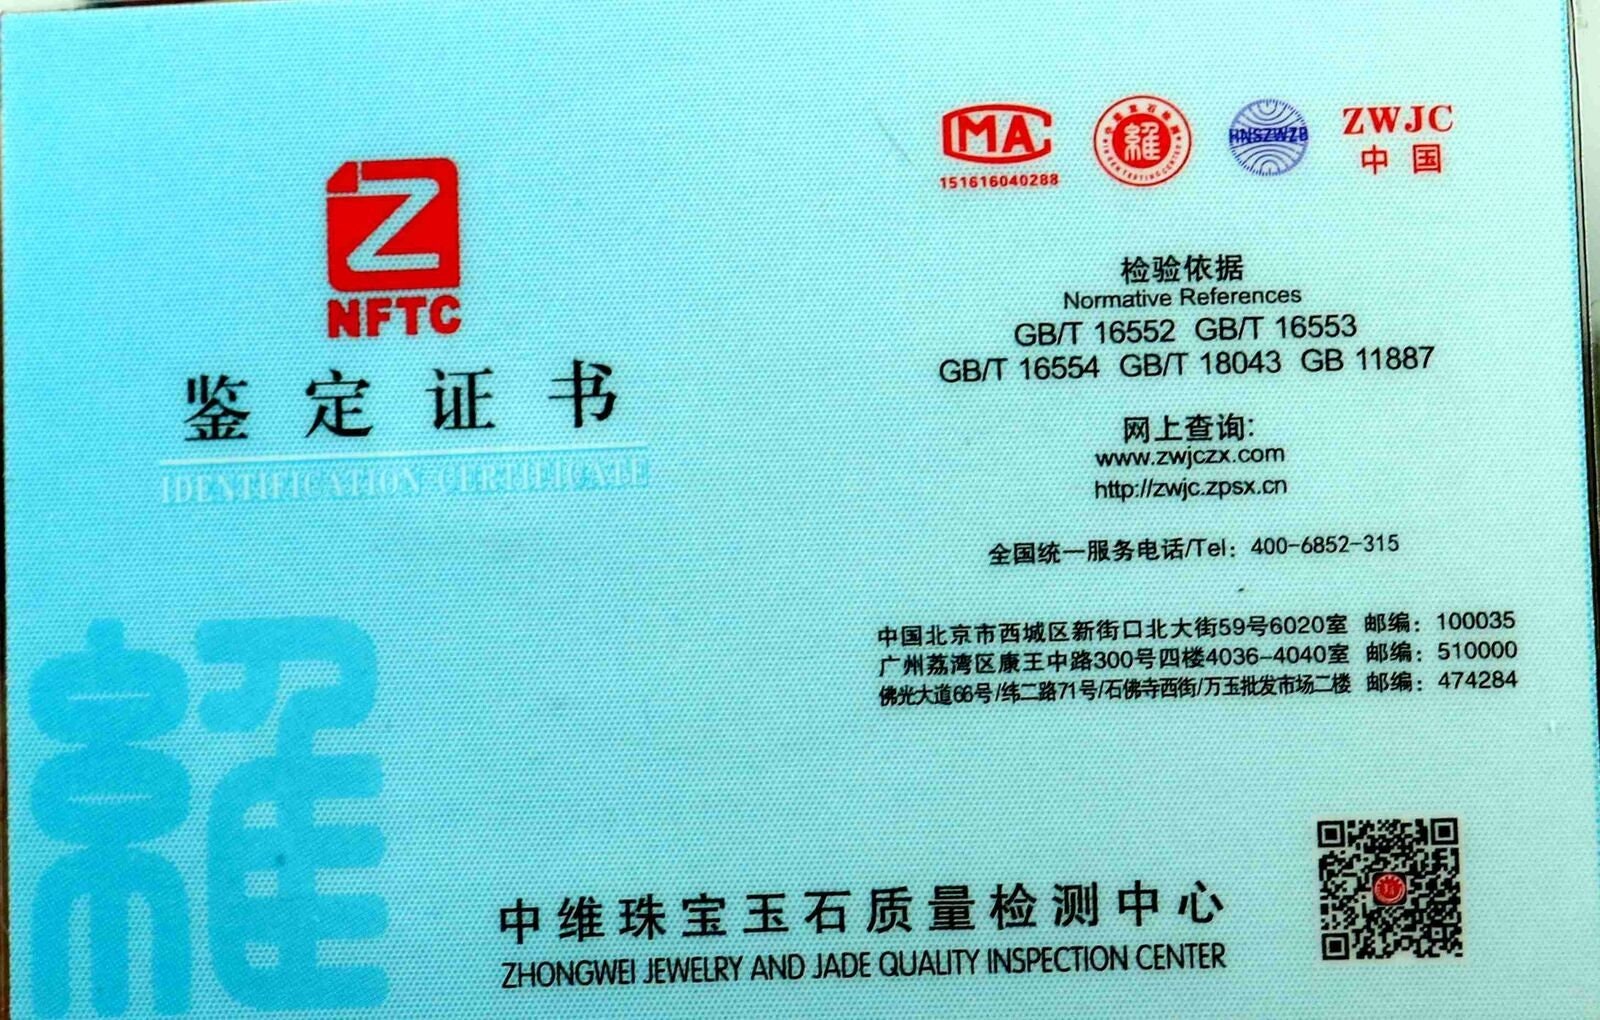 NFTC
鉴定证书
IDENTIFICATION CERTIFICATE
MA
151616040288
HNSZWZB
ZWJC
中国
检验依据
Normative References
GB/T 16552 GB/T 16553
GB/T 16554 GB/T 18043 GB 11887
网上查询:
www.zwjczx.com
http://zwjc.zpsx.cn
全国统一服务电话/Tel：400-6852-315
中国北京市西城区新街口北大街59号6020室 邮编：100035
广州荔湾区康王中路300号四楼4036-4040室 邮编：510000
佛光大道66号/纬二路71号/石佛寺西街/万玉批发市场二楼 邮编：474284
中维珠宝玉石质量检测中心
ZHONGWEI JEWELRY AND JADE QUALITY INSPECTION CENTER